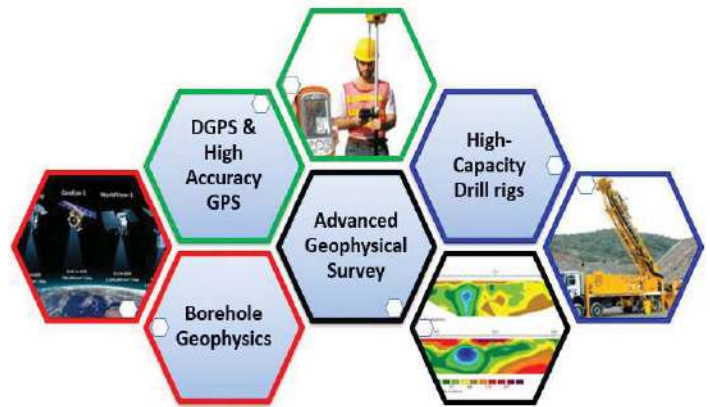 DGPS &
High
Accuracy
GPS
High-
Capacity
Drill rigs
Advanced
Geophysical
Survey
GeoEye-1
WorldView-1
Borehole
Geophysics